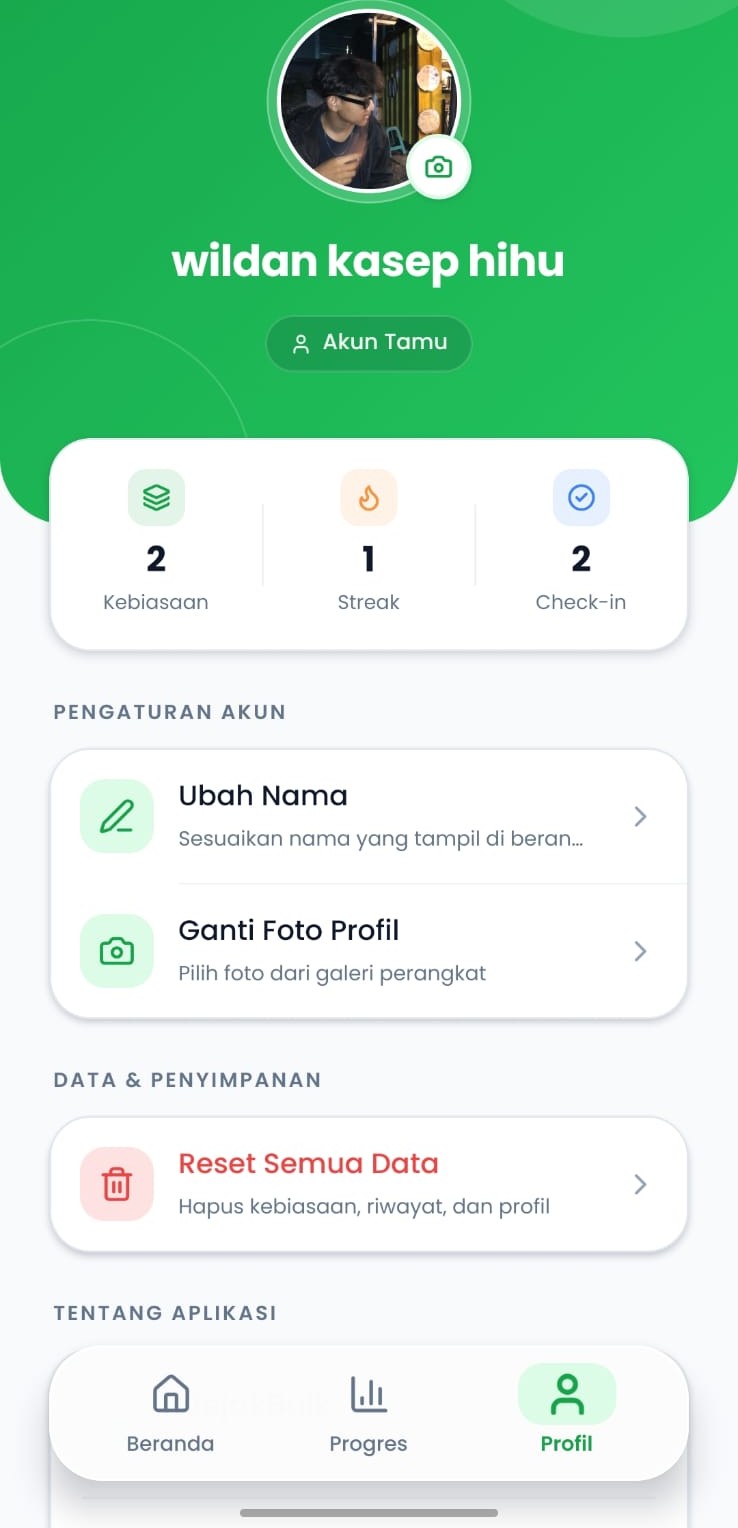 wildan kasep hihu
Akun Tamu
2
Kebiasaan
1
Streak
2
Check-in
PENGATURAN AKUN
Ubah Nama
Sesuaikan nama yang tampil di beran...
Ganti Foto Profil
Pilih foto dari galeri perangkat
DATA & PENYIMPANAN
Reset Semua Data
Hapus kebiasaan, riwayat, dan profil
TENTANG APLIKASI
Beranda
Progres
Profil